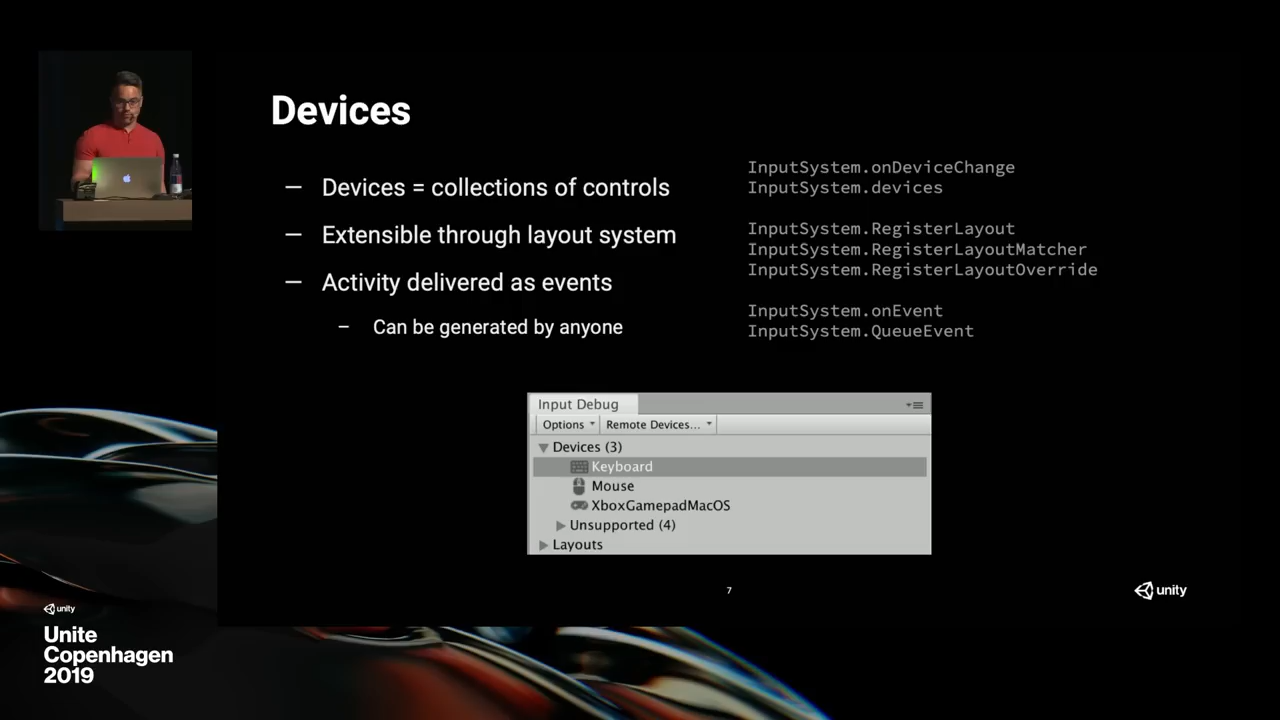 Devices
— Devices = collections of controls
— Extensible through layout system
— Activity delivered as events
– Can be generated by anyone
InputSystem.onDeviceChange
InputSystem.devices
InputSystem.RegisterLayout
InputSystem.RegisterLayoutMatcher
InputSystem.RegisterLayoutOverride
InputSystem.onEvent
InputSystem.QueueEvent
Input Debug
Options Remote Devices...
Devices (3)
Keyboard
Mouse
XboxGamepadMacOS
Unsupported (4)
Layouts
7
unity
unity
Unite
Copenhagen
2019